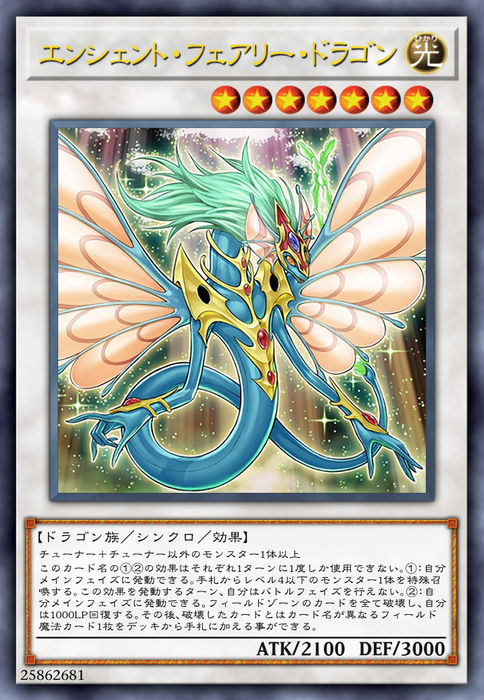 エンシェント・フェアリー・ドラゴン
ひかり
光
【ドラゴン族／シンクロ／効果】
チューナー＋チューナー以外のモンスター1体以上
このカード名の①②の効果はそれぞれ1ターンに1度しか使用できない。①：自
分メインフェイズに発動できる。手札からレベル4以下のモンスター1体を特殊召
喚する。この効果を発動するターン、自分はバトルフェイズを行えない。②：自
分メインフェイズに発動できる。フィールドゾーンのカードを全て破壊し、自分
は1000LP回復する。その後、破壊したカードとはカード名が異なるフィールド
魔法カード1枚をデッキから手札に加える事ができる。
ATK/2100 DEF/3000
25862681